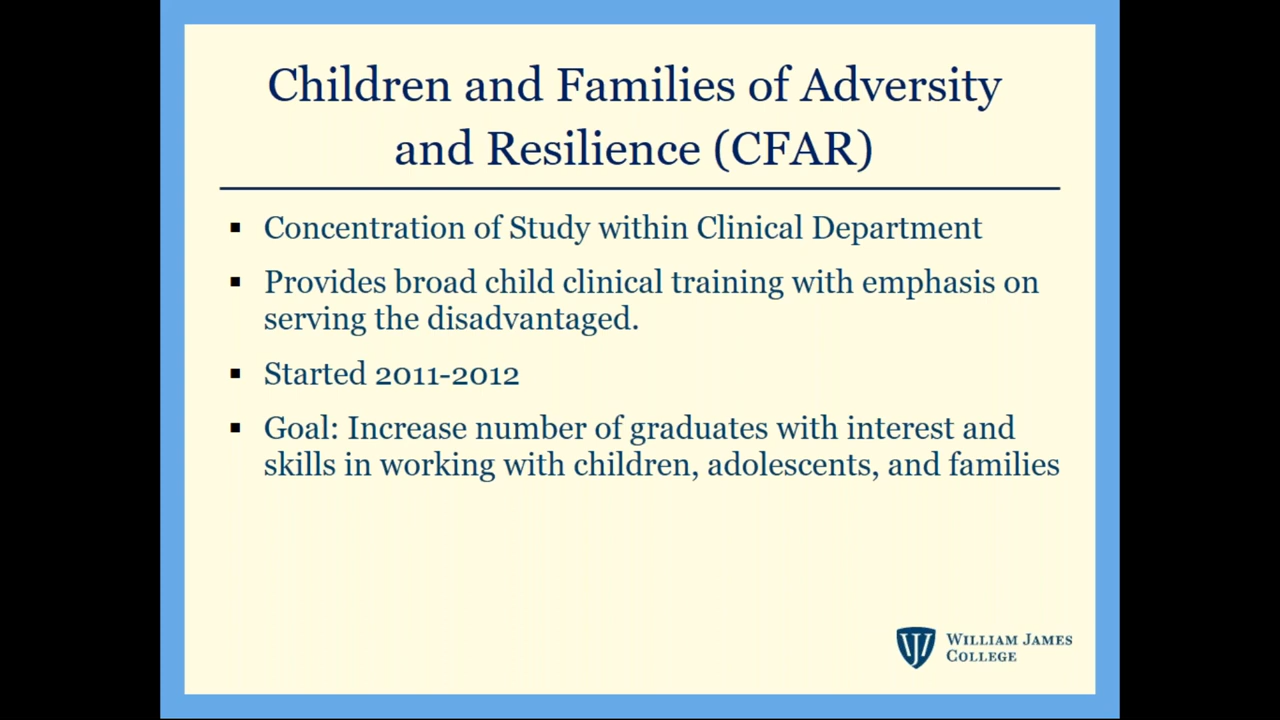 Children and Families of Adversity
and Resilience (CFAR)
▪ Concentration of Study within Clinical Department
▪ Provides broad child clinical training with emphasis on
serving the disadvantaged.
▪ Started 2011-2012
▪ Goal: Increase number of graduates with interest and
skills in working with children, adolescents, and families
WILLIAM JAMES
COLLEGE